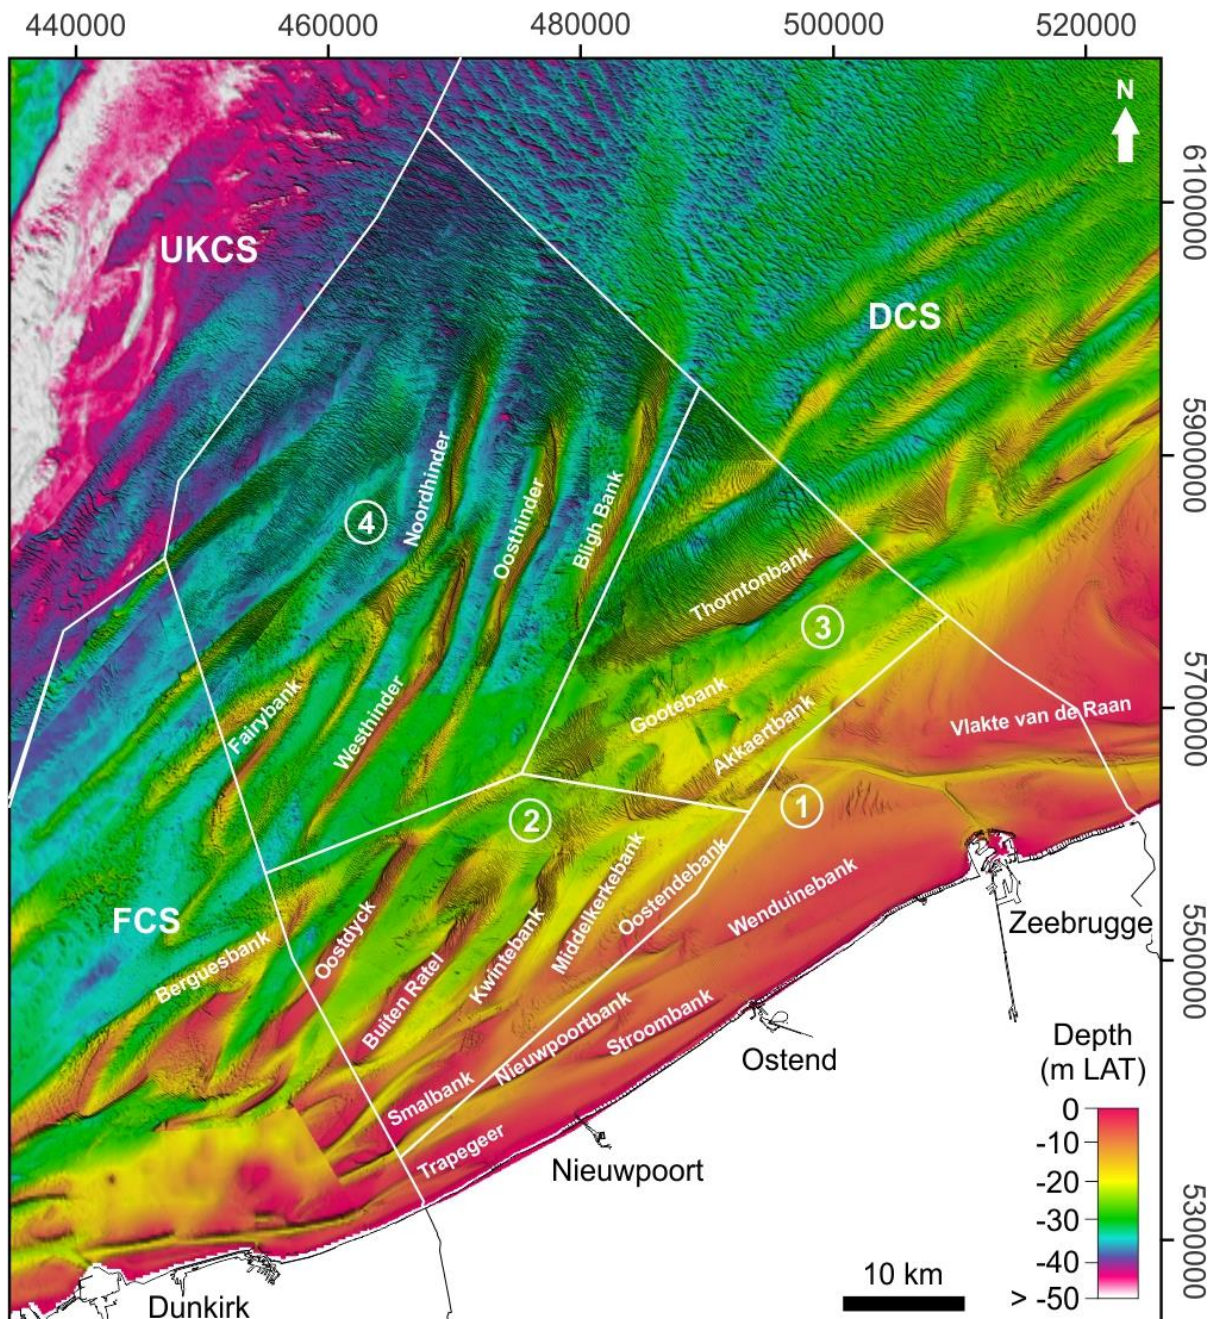 440000 460000 480000 500000 520000
N
6100000
UKCS
DCS
5900000
Noordhinder
Oosthinder
Bligh Bank
4
Thorntonbank
3
5700000
Fairybank
Westhinder
Gootebank
Akkaertbank
Vlakte van de Raan
1
2
FCS
Berguesbank
Oostdyck
Buiten Ratel
Kwintebank
Middelkerkebank
Oostendebank
Wenduinebank
Zeebrugge
5500000
Nieuwpoortbank
Stroombank
Ostend
Smalbank
Trapegeer
Nieuwpoort
Dunkirk
Depth
(m LAT)
0
-10
-20
-30
-40
> -50
5300000
10 km